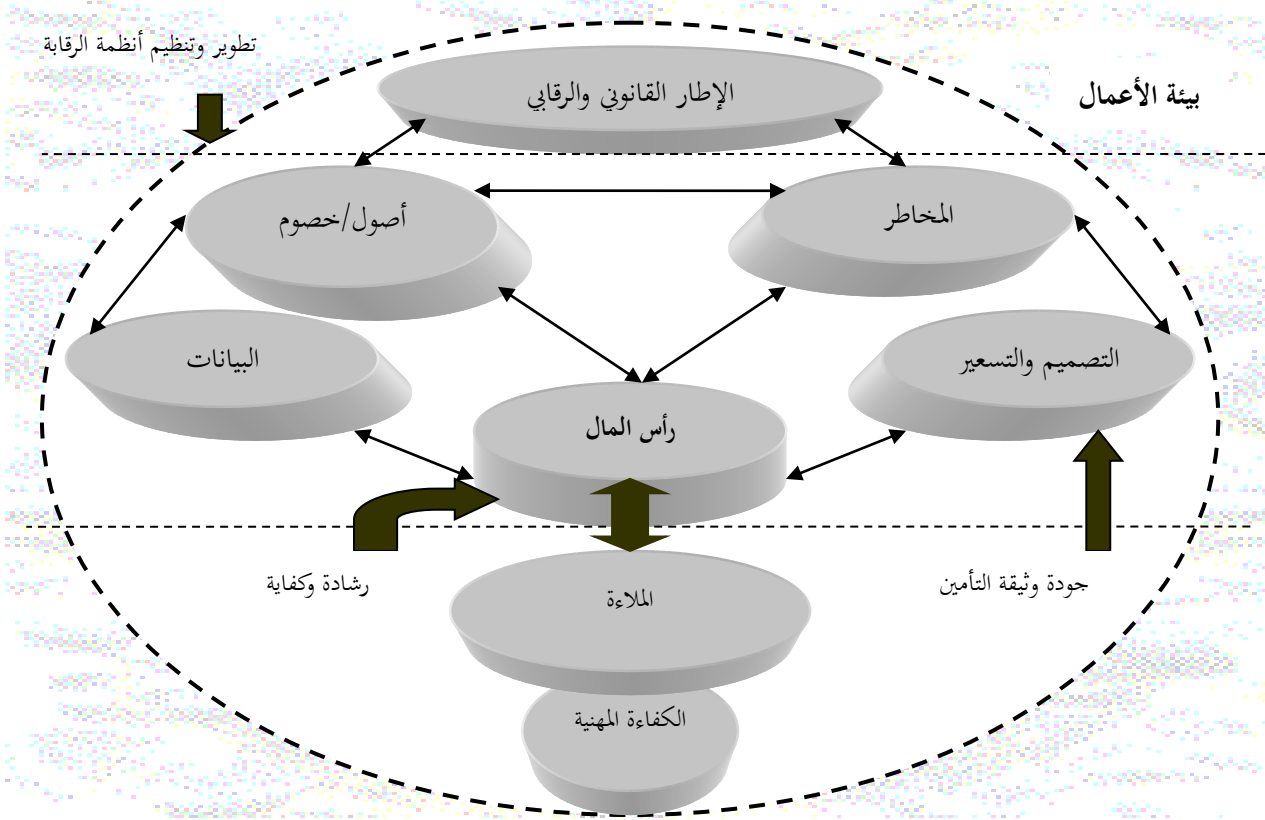 تطوير وتنظيم أنظمة الرقابة
الإطار القانوني والرقابي
بيئة الأعمال
المخاطر
أصول/خصوم
التصميم والتسعير
البيانات
رأس المال
جودة وثيقة التأمين
رشادة وكفاية
الملاءة
الكفاءة المهنية